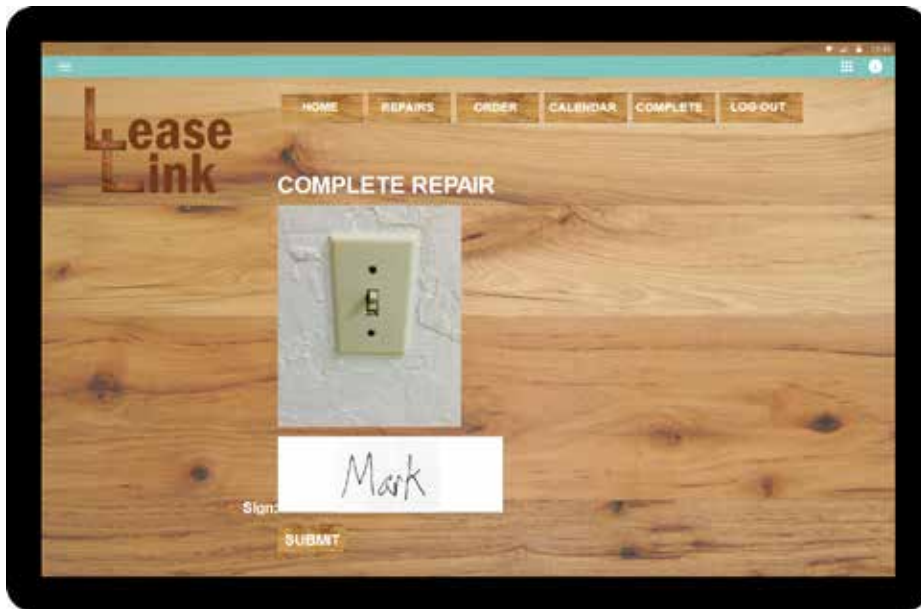 Lease
Link
HOME
REPAIRS
ORDER
CALENDAR
COMPLETE
LOG OUT
COMPLETE REPAIR
Mark
Sign:
SUBMIT